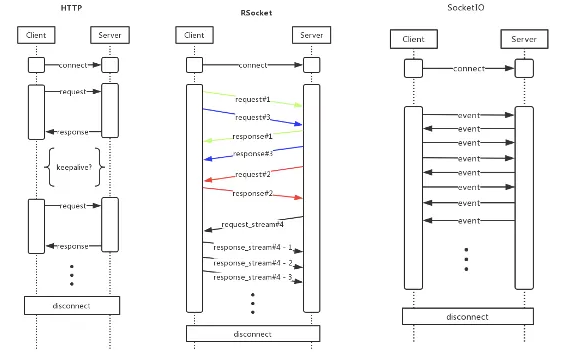 HTTP
Client
Server
connect
request
response
keepalive?
request
response
disconnect
RSocket
Client
Server
connect
request#1
request#3
response#1
response#3
request#2
response#2
request_stream#4
response_stream#4 - 1
response_stream#4 - 2
response_stream#4 - 3
disconnect
SocketIO
Client
Server
connect
event
event
event
event
event
event
event
event
disconnect